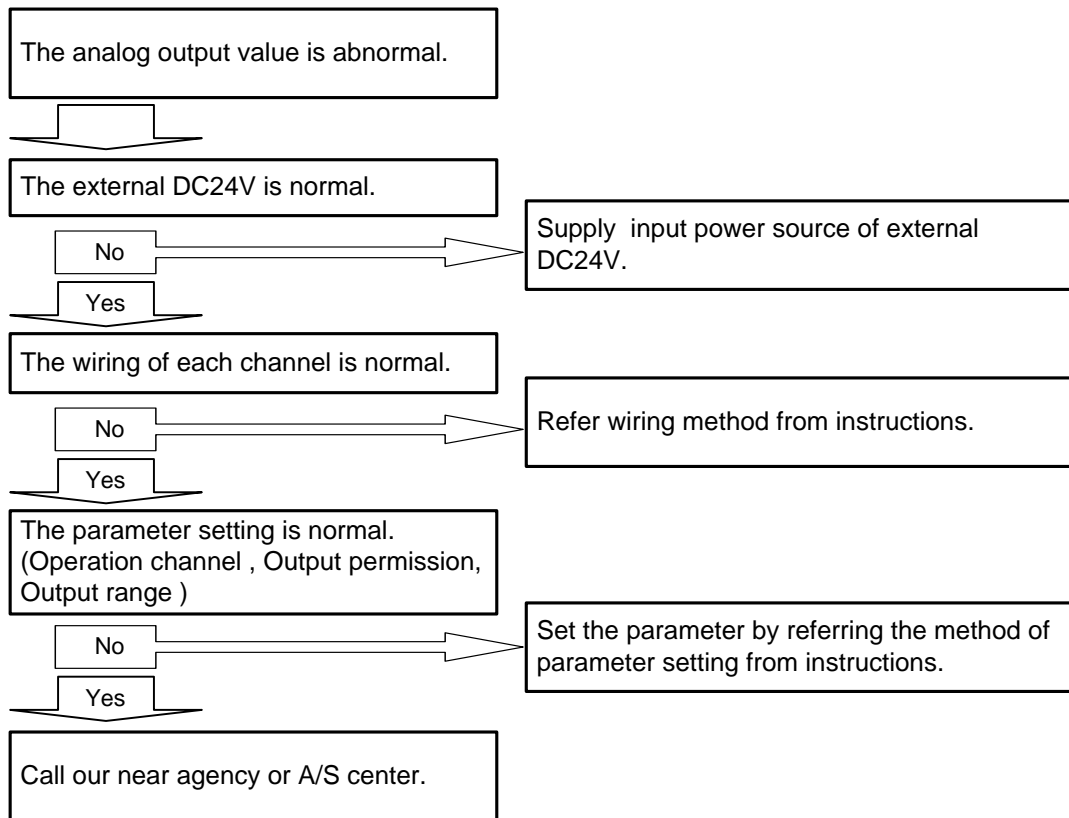 The analog output value is abnormal.
The external DC24V is normal.
No
Supply  input power source of external
DC24V.
Yes
The wiring of each channel is normal.
No
Refer wiring method from instructions.
Yes
The parameter setting is normal.
(Operation channel , Output permission,
Output range )
No
Set the parameter by referring the method of
parameter setting from instructions.
Yes
Call our near agency or A/S center.